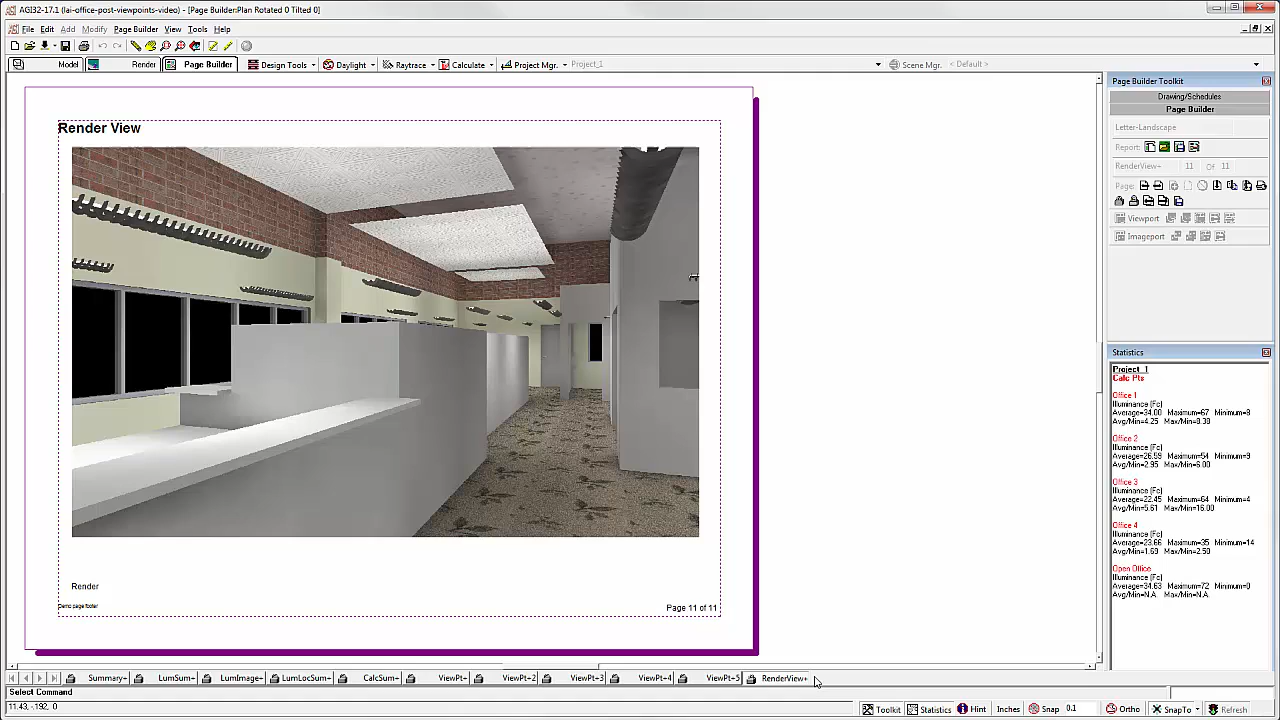 AGI32-17.1 (lai-office-post-viewpoints-video) - [Page Builder:Plan Rotated 0 Tilted 0]
File Edit Add Modify Page Builder View Tools Help
Model Render Page Builder Design Tools Daylight Raytrace Calculate Project Mgr. Project_1 Scene Mgr. < Default >
Render View
Render
Demo page footer
Page 11 of 11
Page Builder Toolkit
Drawing/Schedules
Page Builder
Letter-Landscape
Report:
RenderView+ 11 Of 11
Page:
Viewport
Imageport
Statistics
Project_1
Calc Pts
Office 1
Illuminance (Fc)
Average=34.00 Maximum=67 Minimum=8
Avg/Min=4.25 Max/Min=8.38
Office 2
Illuminance (Fc)
Average=26.59 Maximum=54 Minimum=9
Avg/Min=2.95 Max/Min=6.00
Office 3
Illuminance (Fc)
Average=22.45 Maximum=64 Minimum=4
Avg/Min=5.61 Max/Min=16.00
Office 4
Illuminance (Fc)
Average=23.66 Maximum=35 Minimum=14
Avg/Min=1.69 Max/Min=2.50
Open Office
Illuminance (Fc)
Average=34.63 Maximum=72 Minimum=0
Avg/Min=N.A. Max/Min=N.A.
Summary+ LumSum+ LumImage+ LumLocSum+ CalcSum+ ViewPt+ ViewPt+2 ViewPt+3 ViewPt+4 ViewPt+5 RenderView+
Select Command
11.43, -.192, 0
Toolkit Statistics Hint Inches Snap 0.1 Ortho SnapTo Refresh